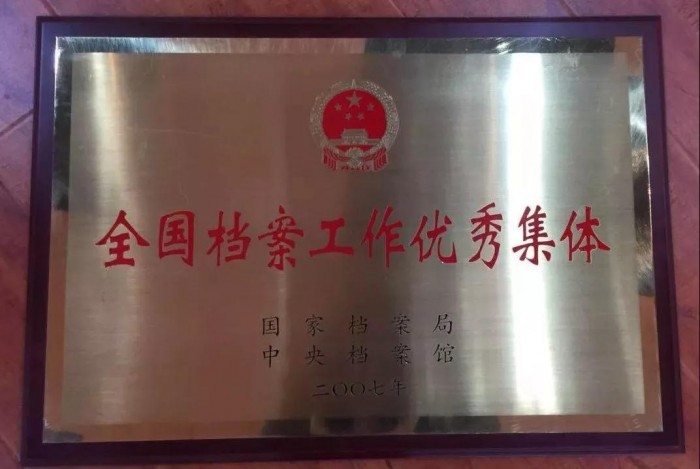 全国档案工作优秀集体
国家档案局
中央档案馆
二〇〇七年